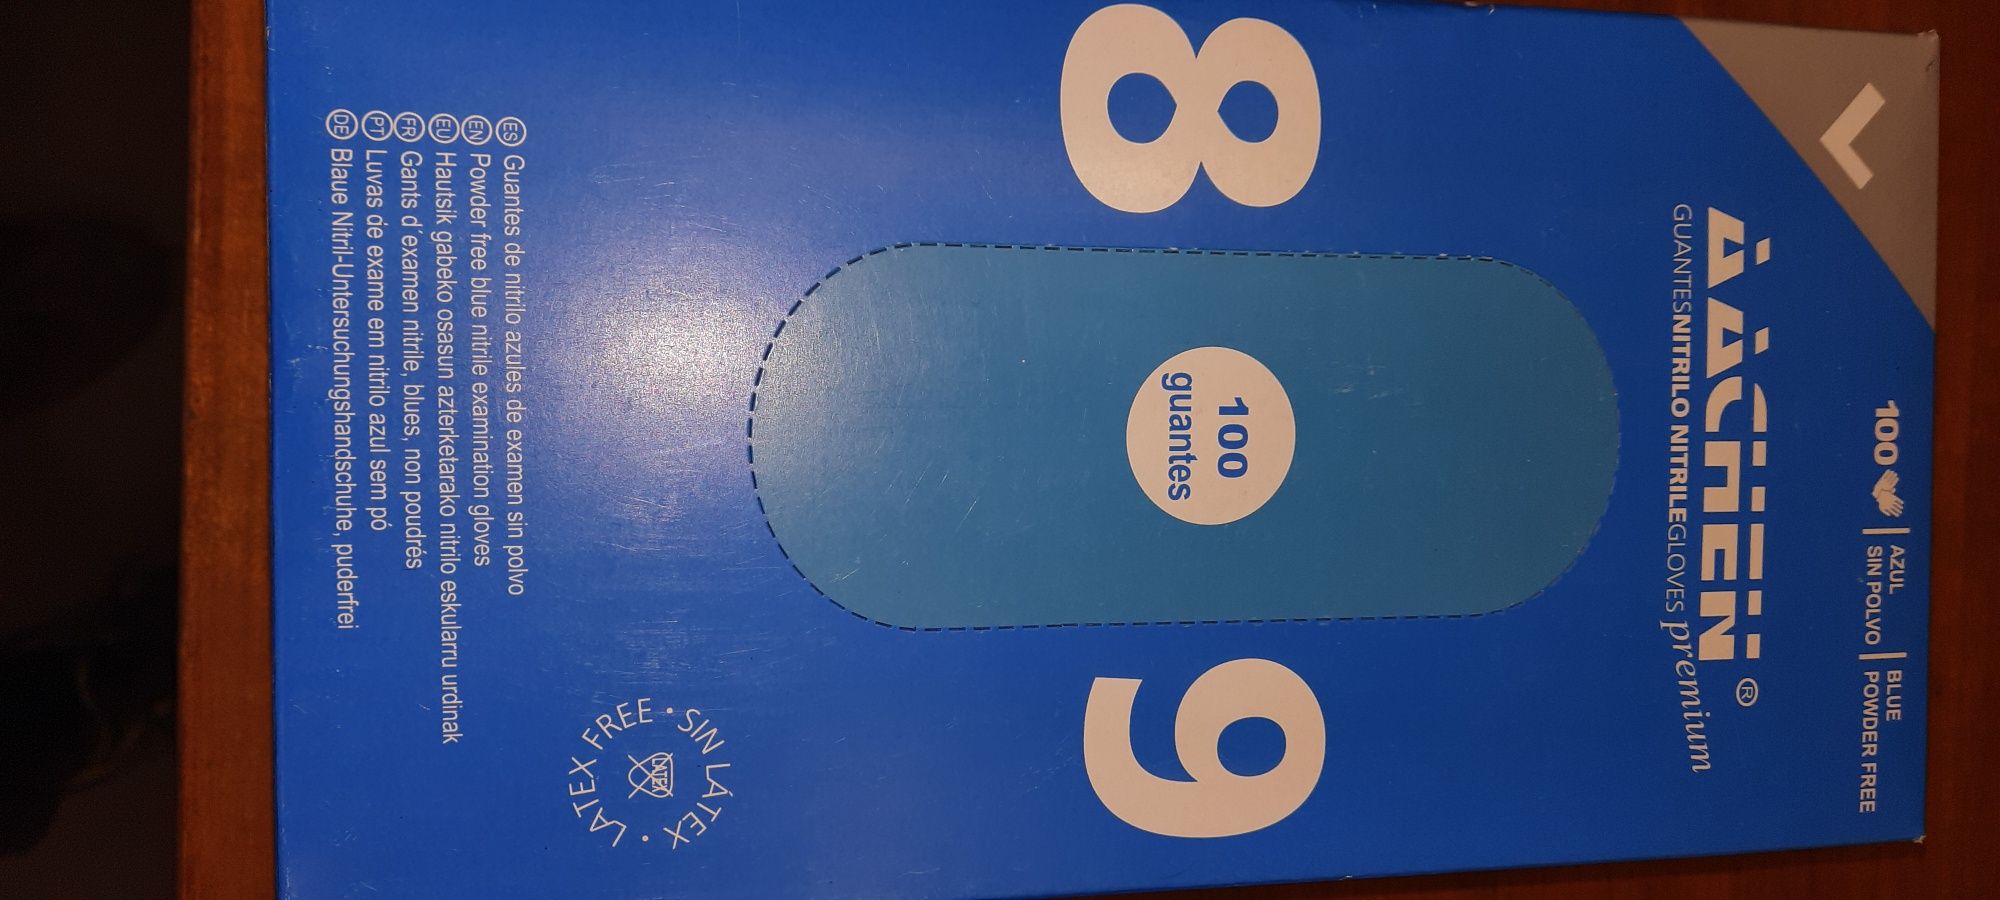 L
100 | AZUL SIN POLVO | BLUE POWDER FREE
AACHEN®
GUANTESNITRILO NITRILEGLOVES premium
8
9
100
guantes
SIN LÁTEX · LATEX FREE ·
LATEX
ES Guantes de nitrilo azules de examen sin polvo
EN Powder free blue nitrile examination gloves
EU Hautsik gabeko osasun azterketarako nitrilo eskularru urdinak
FR Gants d´examen nitrile, blues, non poudrés
PT Luvas de exame em nitrilo azul sem pó
DE Blaue Nitril-Untersuchungshandschuhe, puderfrei